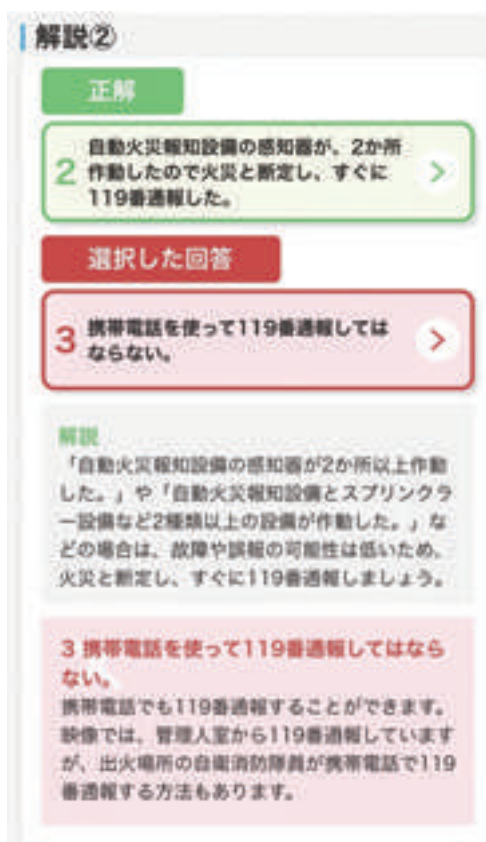 解説②
正解
2 自動火災報知設備の感知器が、2か所
作動したので火災と断定し、すぐに
119番通報した。
選択した回答
3 携帯電話を使って119番通報しては
ならない。
解説
「自動火災報知設備の感知器が2か所以上作動
した。」や「自動火災報知設備とスプリンクラ
ー設備など2種類以上の設備が作動した。」な
どの場合は、故障や誤報の可能性は低いため、
火災と断定し、すぐに119番通報しましょう。
3 携帯電話を使って119番通報してはなら
ない。
携帯電話でも119番通報することができます。
映像では、管理人室から119番通報しています
が、出火場所の自衛消防隊員が携帯電話で119
番通報する方法もあります。